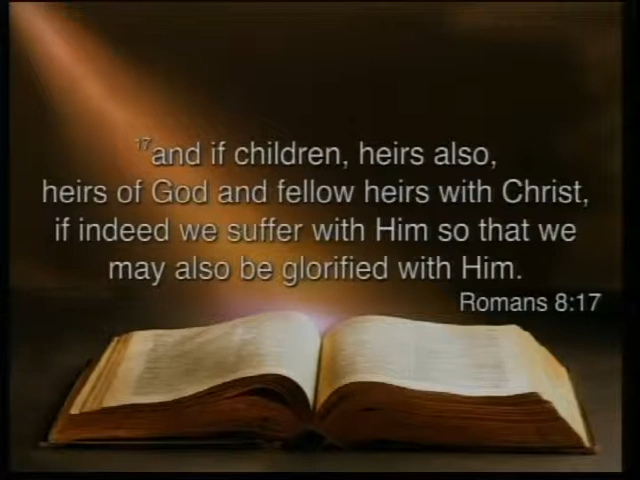 17and if children, heirs also,
heirs of God and fellow heirs with Christ,
if indeed we suffer with Him so that we
may also be glorified with Him.
Romans 8:17